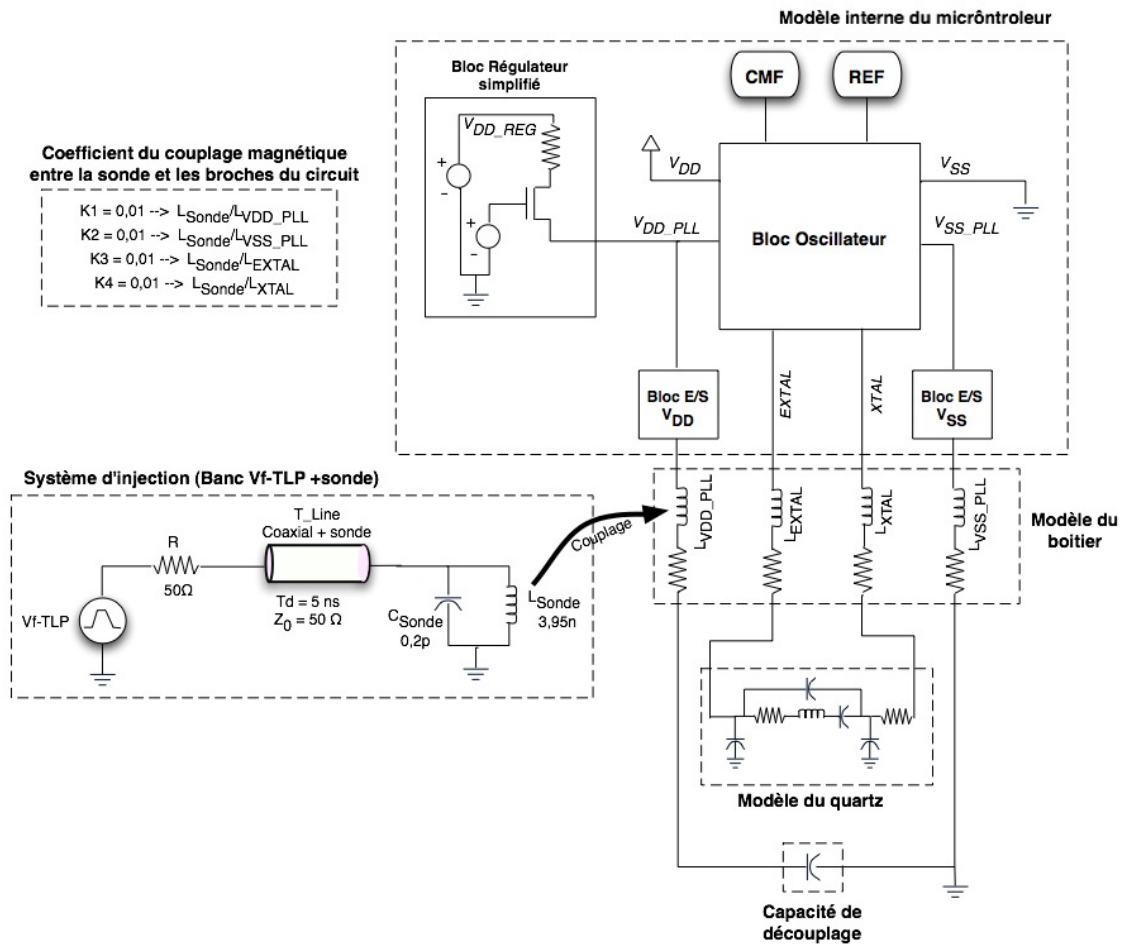 Modèle interne du micrôntroleur
Bloc Régulateur
simplifié
CMF
REF
VDD_REG
+
-
+
-
VDD
VSS
VDD_PLL
VSS_PLL
Bloc Oscillateur
Coefficient du couplage magnétique
entre la sonde et les broches du circuit
K1 = 0,01 --> LSonde/LVDD_PLL
K2 = 0,01 --> LSonde/LVSS_PLL
K3 = 0,01 --> LSonde/LEXTAL
K4 = 0,01 --> LSonde/LXTAL
Bloc E/S
VDD
EXTAL
XTAL
Bloc E/S
VSS
Système d'injection (Banc Vf-TLP +sonde)
T_Line
Coaxial + sonde
R
50Ω
Td = 5 ns
Z0 = 50 Ω
Vf-TLP
CSonde
0,2p
LSonde
3,95n
Couplage
LVDD_PLL
LEXTAL
LXTAL
LVSS_PLL
Modèle du
boitier
Modèle du quartz
Capacité de
découplage